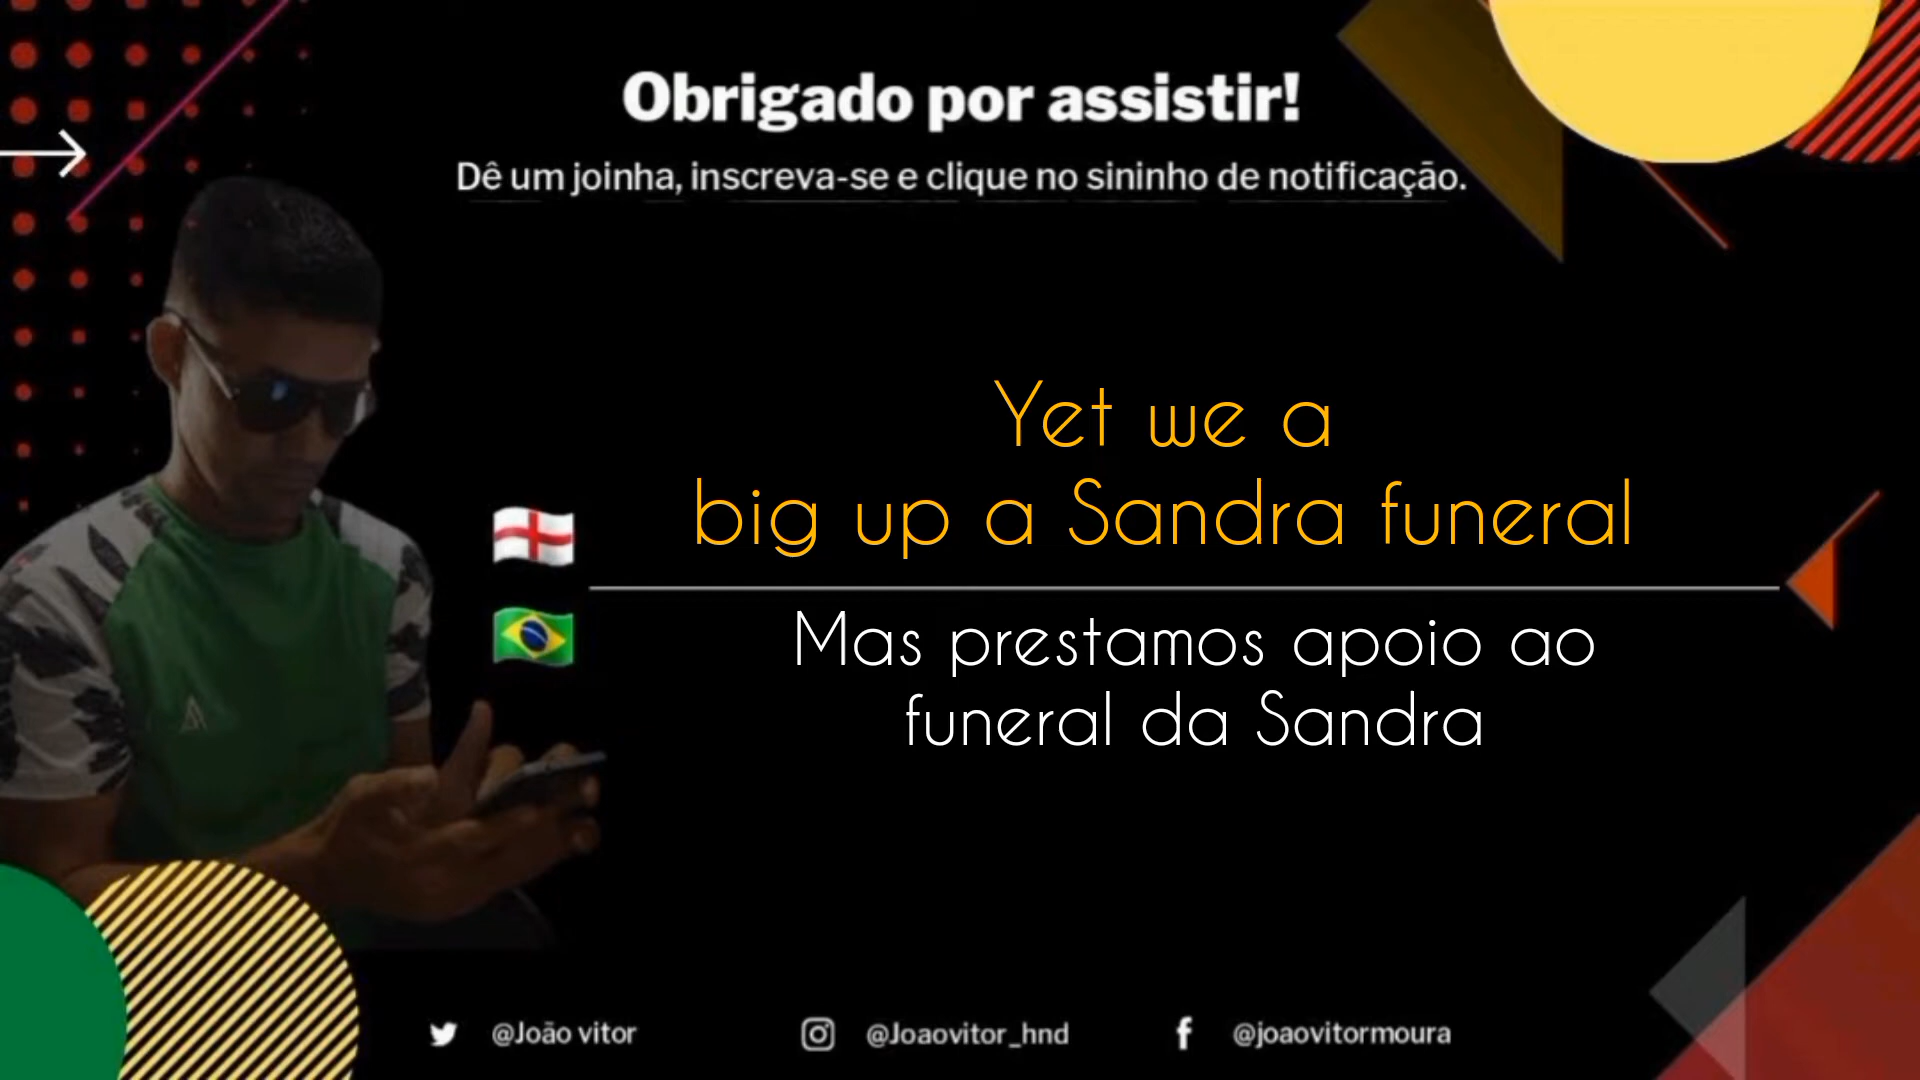 Obrigado por assistir!
Dê um joinha, inscreva-se e clique no sininho de notificação.
Yet we a
big up a Sandra funeral
Mas prestamos apoio ao
funeral da Sandra
@João vitor
@Joaovitor_hnd
@joaovitormoura